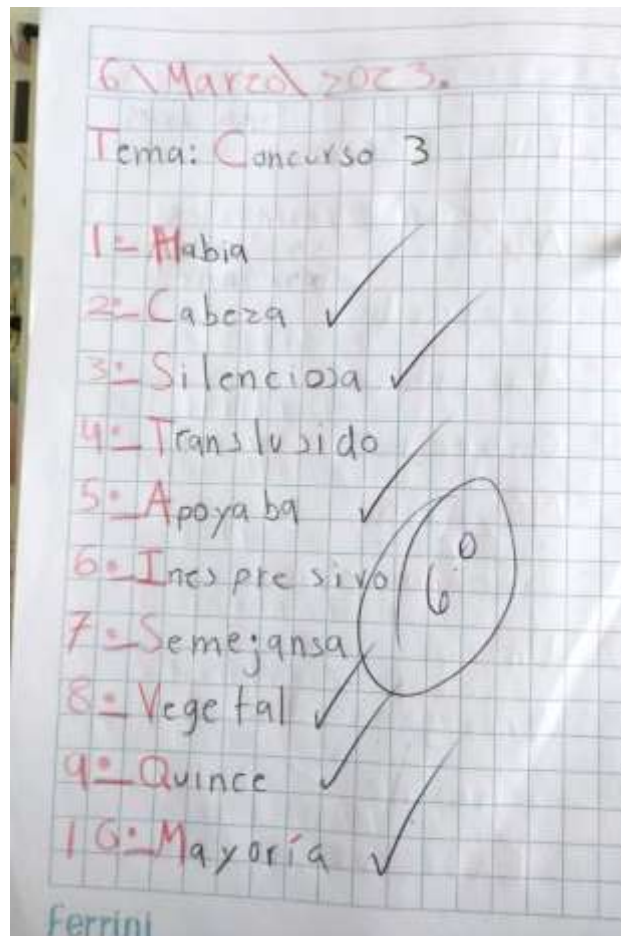 6\Marzo\2023.
Tema: Concurso 3
1=Habia
2=Cabeza
3=Silenciosa
4=Translusido
5=Apoyaba
6=Inespresivo
6.0
7=Semejansa
8=Vegetal
9=Quince
10=Mayoría
Ferrini